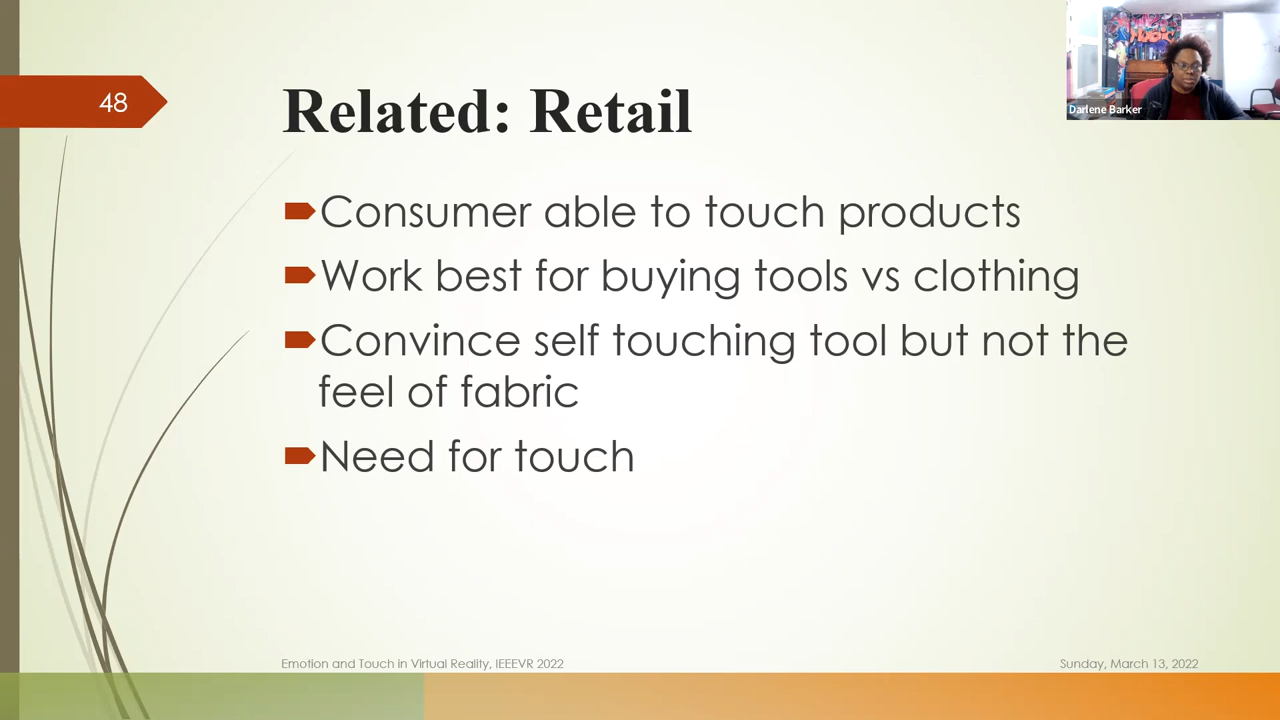 48
Related: Retail
Consumer able to touch products
Work best for buying tools vs clothing
Convince self touching tool but not the
feel of fabric
Need for touch
Darlene Barker
Emotion and Touch in Virtual Reality, IEEEVR 2022
Sunday, March 13, 2022